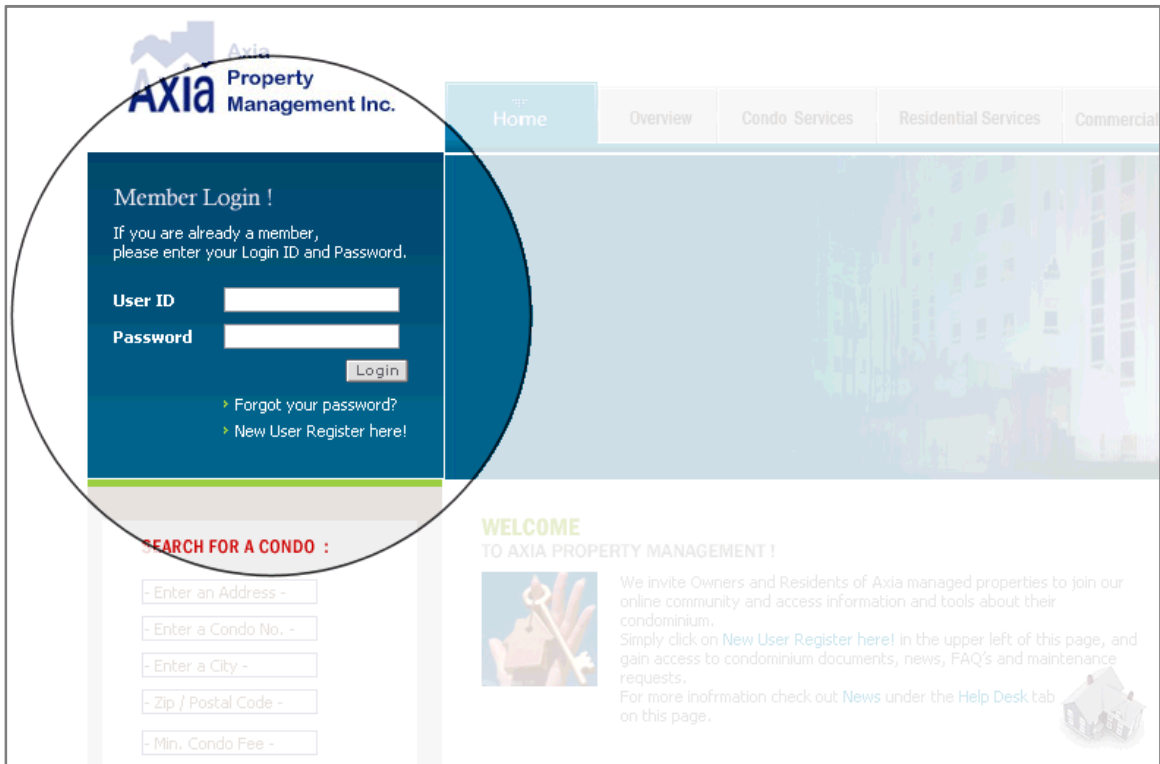 Axia
Axia
Property
Management Inc.
Home
Overview
Condo Services
Residential Services
Commercial
Member Login !
If you are already a member,
please enter your Login ID and Password.
User ID
Password
Login
Forgot your password?
New User Register here!
SEARCH FOR A CONDO :
- Enter an Address -
- Enter a Condo No. -
- Enter a City -
- Zip / Postal Code -
- Min. Condo Fee -
WELCOME
TO AXIA PROPERTY MANAGEMENT !
We invite Owners and Residents of Axia managed properties to join our
online community and access information and tools about their
condominium.
Simply click on New User Register here! in the upper left of this page, and
gain access to condominium documents, news, FAQ's and maintenance
requests.
For more inofrmation check out News under the Help Desk tab
on this page.